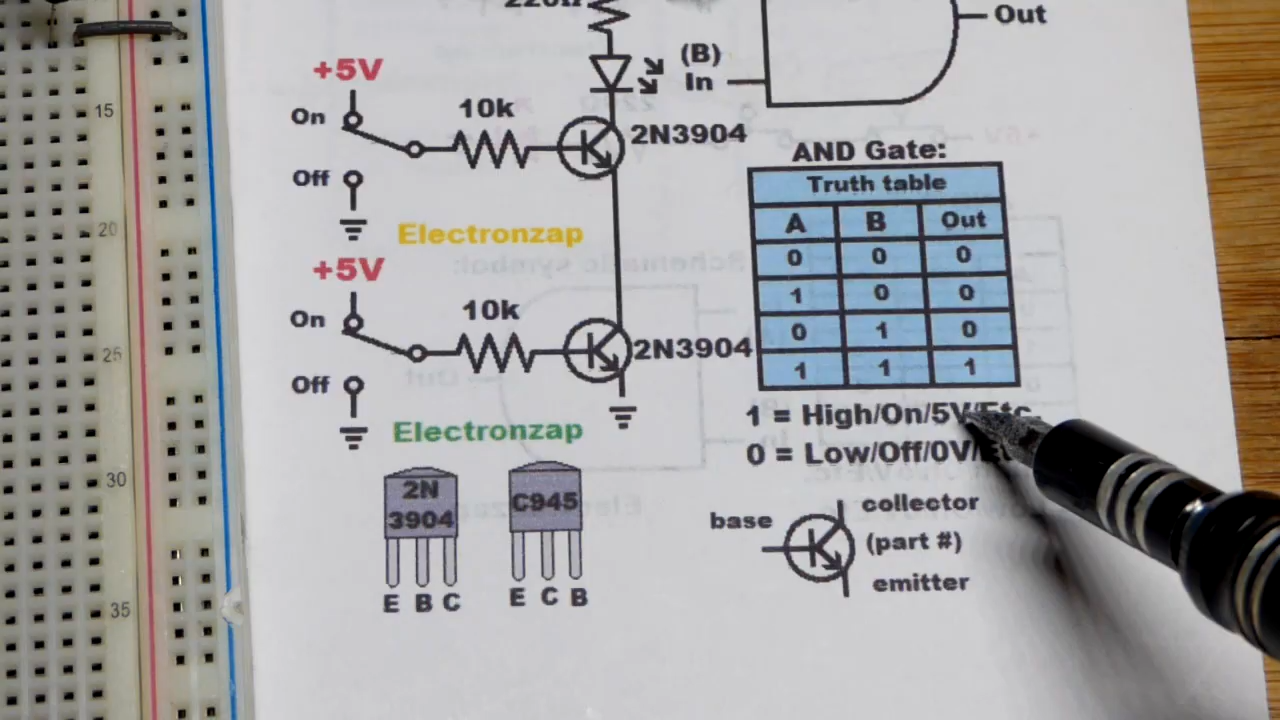 220Ω
Out
(B)
In
+5V
On
10k
2N3904
Off
Electronzap
+5V
On
10k
2N3904
Off
Electronzap
AND Gate:
Truth table
A B Out
0 0 0
1 0 0
0 1 0
1 1 1
1 = High/On/5V/Etc.
0 = Low/Off/0V/
2N
3904
E B C
C945
E C B
base
collector
(part #)
emitter
15
20
25
30
35